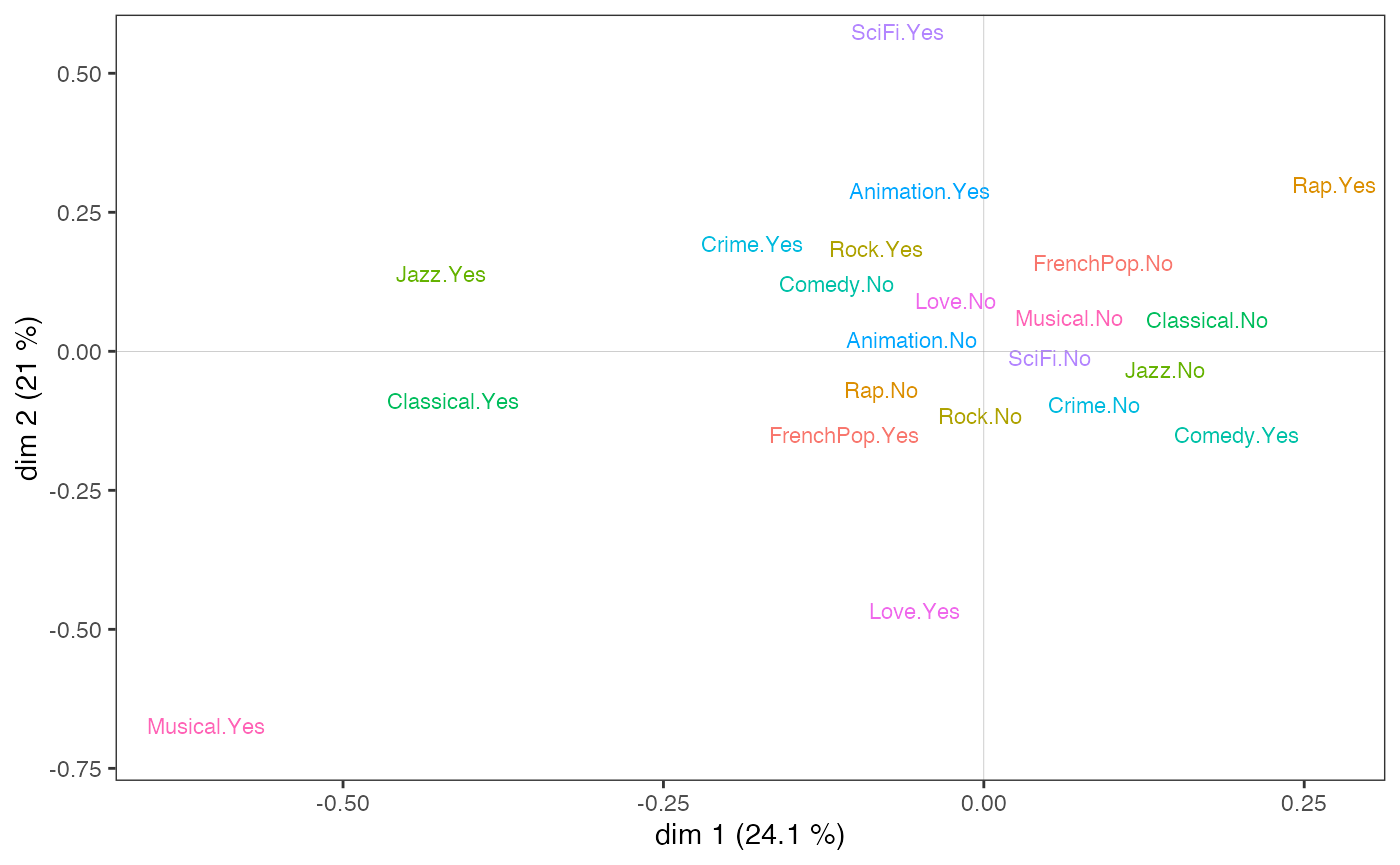 SciFi.Yes
0.50
Animation.Yes
Rap.Yes
0.25
Crime.Yes
Rock.Yes
FrenchPop.No
Jazz.Yes
Comedy.No
Love.No
Musical.No
Classical.No
Animation.No
0.00
SciFi.No
Jazz.No
Rap.No
Classical.Yes
Crime.No
Rock.No
FrenchPop.Yes
Comedy.Yes
dim 2 (21 %)
-0.25
Love.Yes
-0.50
Musical.Yes
-0.75
-0.50 -0.25 0.00 0.25
dim 1 (24.1 %)